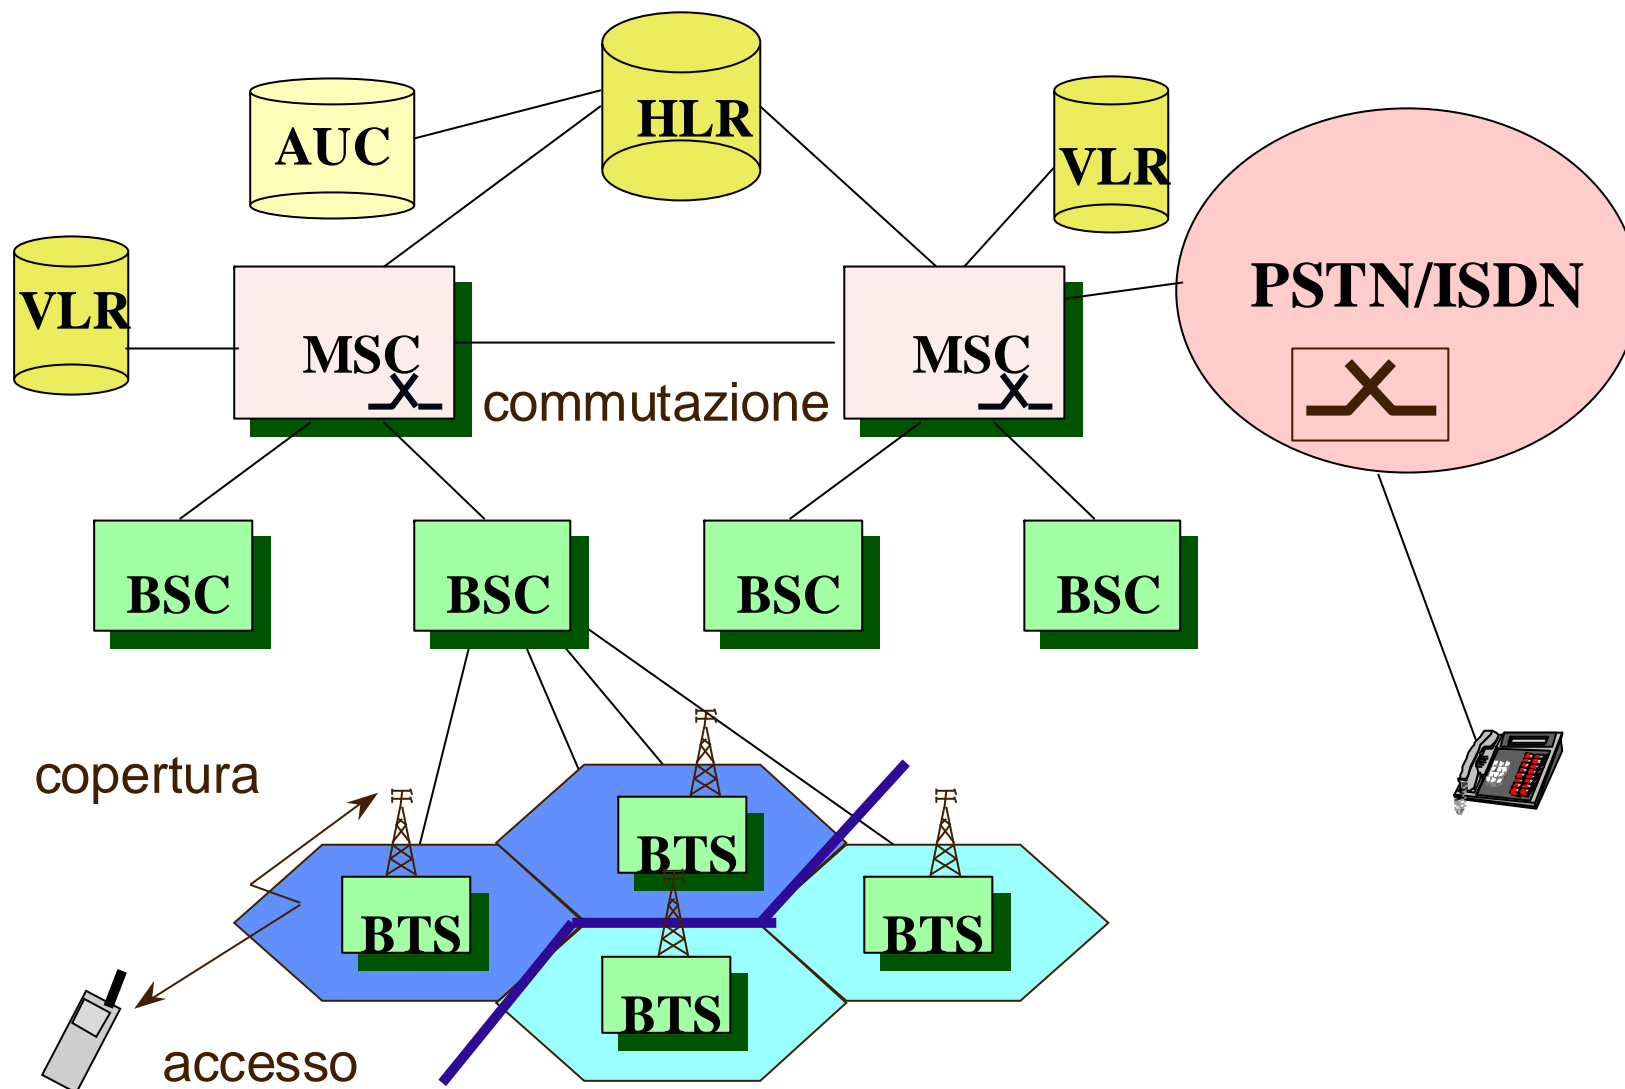 HLR
AUC
VLR
VLR
PSTN/ISDN
MSC
MSC
commutazione
BSC
BSC
BSC
BSC
copertura
BTS
BTS
BTS
BTS
accesso